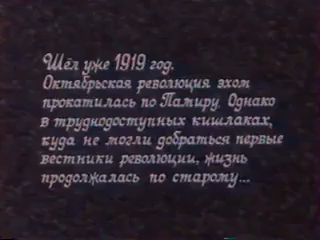 Шёл уже 1919 год.
Октябрьская революция эхом
прокатилась по Памиру. Однако
в труднодоступных кишлаках,
куда не могли добраться первые
вестники революции, жизнь
продолжалась по старому...